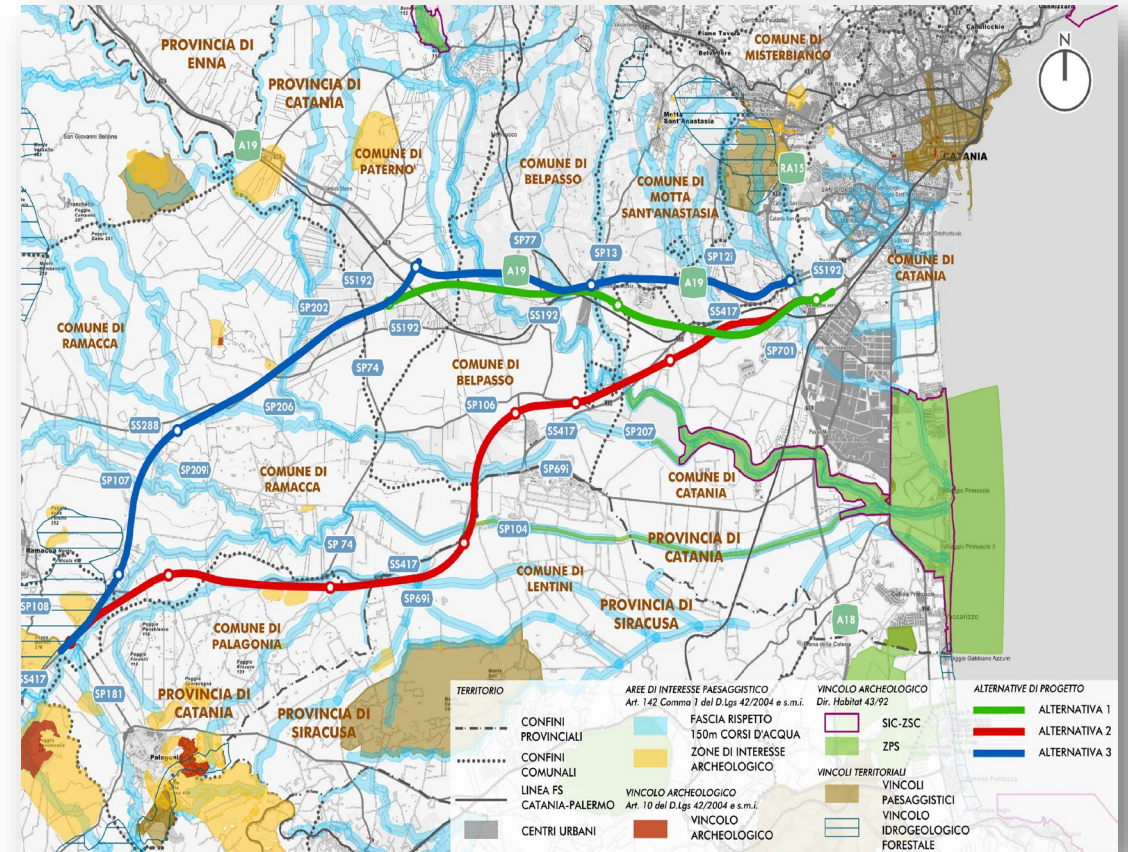 PROVINCIA DI
ENNA
PROVINCIA DI
CATANIA
COMUNE DI
MISTERBIANCO
N
A19
COMUNE DI
PATERNO'
COMUNE DI
BELPASSO
Motta
Sant'Anastasia
COMUNE DI
MOTTA
SANT'ANASTASIA
RA15
CATANIA
San Giovanni Bellone
COMUNE DI
CATANIA
SP77
SP13
SP12i
SS192
A19
A19
SS192
SP202
SS192
SS192
SS417
SP701
COMUNE DI
RAMACCA
SP74
COMUNE DI
BELPASSO
SP106
SP206
SS288
SS417
SP207
SP209i
SP107
COMUNE DI
RAMACCA
SP69i
COMUNE DI
CATANIA
SP104
PROVINCIA DI
CATANIA
SP 74
SS417
COMUNE DI
LENTINI
SP69i
PROVINCIA DI
SIRACUSA
SP108
A18
COMUNE DI
PALAGONIA
SS417
SP181
PROVINCIA DI
CATANIA
PROVINCIA DI
SIRACUSA
TERRITORIO
CONFINI
PROVINCIALI
CONFINI
COMUNALI
LINEA FS
CATANIA-PALERMO
CENTRI URBANI
AREE DI INTERESSE PAESAGGISTICO
Art. 142 Comma 1 del D.Lgs 42/2004 e s.m.i.
FASCIA RISPETTO
150m CORSI D'ACQUA
ZONE DI INTERESSE
ARCHEOLOGICO
VINCOLO ARCHEOLOGICO
Art. 10 del D.Lgs 42/2004 e s.m.i.
VINCOLO
ARCHEOLOGICO
VINCOLO ARCHEOLOGICO
Dir. Habitat 43/92
SIC-ZSC
ZPS
VINCOLI TERRITORIALI
VINCOLI
PAESAGGISTICI
VINCOLO
IDROGEOLOGICO
FORESTALE
ALTERNATIVE DI PROGETTO
ALTERNATIVA 1
ALTERNATIVA 2
ALTERNATIVA 3